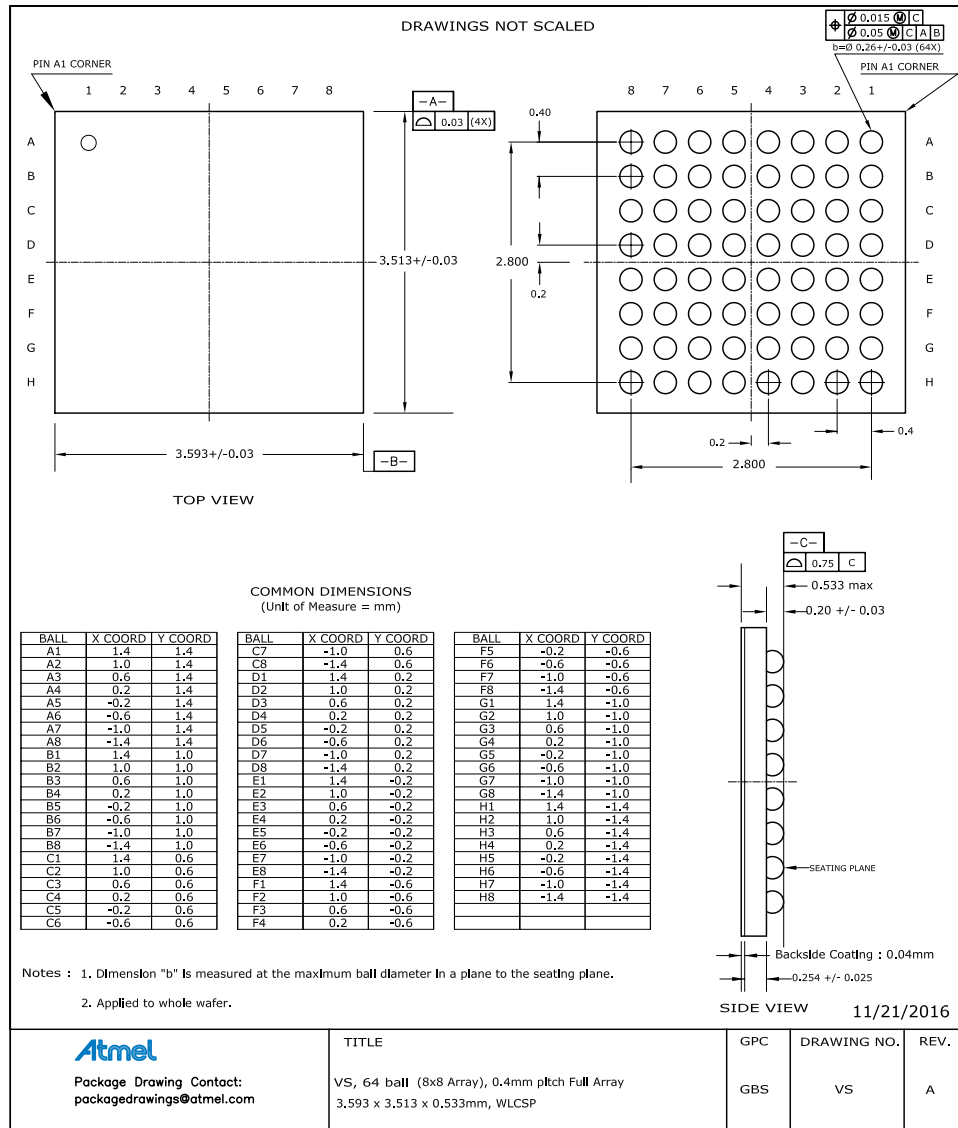 DRAWINGS NOT SCALED
⌀ 0.015 Ⓜ C
⌀ 0.05 Ⓜ C A B
b=⌀ 0.26+/-0.03 (64X)
PIN A1 CORNER
PIN A1 CORNER
1 2 3 4 5 6 7 8
-A-
0.03 (4X)
A
B
C
D
E
F
G
H
3.513+/-0.03
3.593+/-0.03
-B-
TOP VIEW
8 7 6 5 4 3 2 1
0.40
2.800
0.2
A
B
C
D
E
F
G
H
0.2
0.4
2.800
-C-
0.75 C
0.533 max
0.20 +/- 0.03
COMMON DIMENSIONS
(Unit of Measure = mm)
BALL X COORD Y COORD
A1 1.4 1.4
A2 1.0 1.4
A3 0.6 1.4
A4 0.2 1.4
A5 -0.2 1.4
A6 -0.6 1.4
A7 -1.0 1.4
A8 -1.4 1.4
B1 1.4 1.0
B2 1.0 1.0
B3 0.6 1.0
B4 0.2 1.0
B5 -0.2 1.0
B6 -0.6 1.0
B7 -1.0 1.0
B8 -1.4 1.0
C1 1.4 0.6
C2 1.0 0.6
C3 0.6 0.6
C4 0.2 0.6
C5 -0.2 0.6
C6 -0.6 0.6
BALL X COORD Y COORD
C7 -1.0 0.6
C8 -1.4 0.6
D1 1.4 0.2
D2 1.0 0.2
D3 0.6 0.2
D4 0.2 0.2
D5 -0.2 0.2
D6 -0.6 0.2
D7 -1.0 0.2
D8 -1.4 0.2
E1 1.4 -0.2
E2 1.0 -0.2
E3 0.6 -0.2
E4 0.2 -0.2
E5 -0.2 -0.2
E6 -0.6 -0.2
E7 -1.0 -0.2
E8 -1.4 -0.2
F1 1.4 -0.6
F2 1.0 -0.6
F3 0.6 -0.6
F4 0.2 -0.6
BALL X COORD Y COORD
F5 -0.2 -0.6
F6 -0.6 -0.6
F7 -1.0 -0.6
F8 -1.4 -0.6
G1 1.4 -1.0
G2 1.0 -1.0
G3 0.6 -1.0
G4 0.2 -1.0
G5 -0.2 -1.0
G6 -0.6 -1.0
G7 -1.0 -1.0
G8 -1.4 -1.0
H1 1.4 -1.4
H2 1.0 -1.4
H3 0.6 -1.4
H4 0.2 -1.4
H5 -0.2 -1.4
H6 -0.6 -1.4
H7 -1.0 -1.4
H8 -1.4 -1.4
SEATING PLANE
Backside Coating : 0.04mm
0.254 +/- 0.025
SIDE VIEW
11/21/2016
Notes : 1. Dimension "b" is measured at the maximum ball diameter in a plane to the seating plane.
2. Applied to whole wafer.
Atmel
Package Drawing Contact:
packagedrawings@atmel.com
TITLE
VS, 64 ball (8x8 Array), 0.4mm pitch Full Array
3.593 x 3.513 x 0.533mm, WLCSP
GPC
GBS
DRAWING NO.
VS
REV.
A